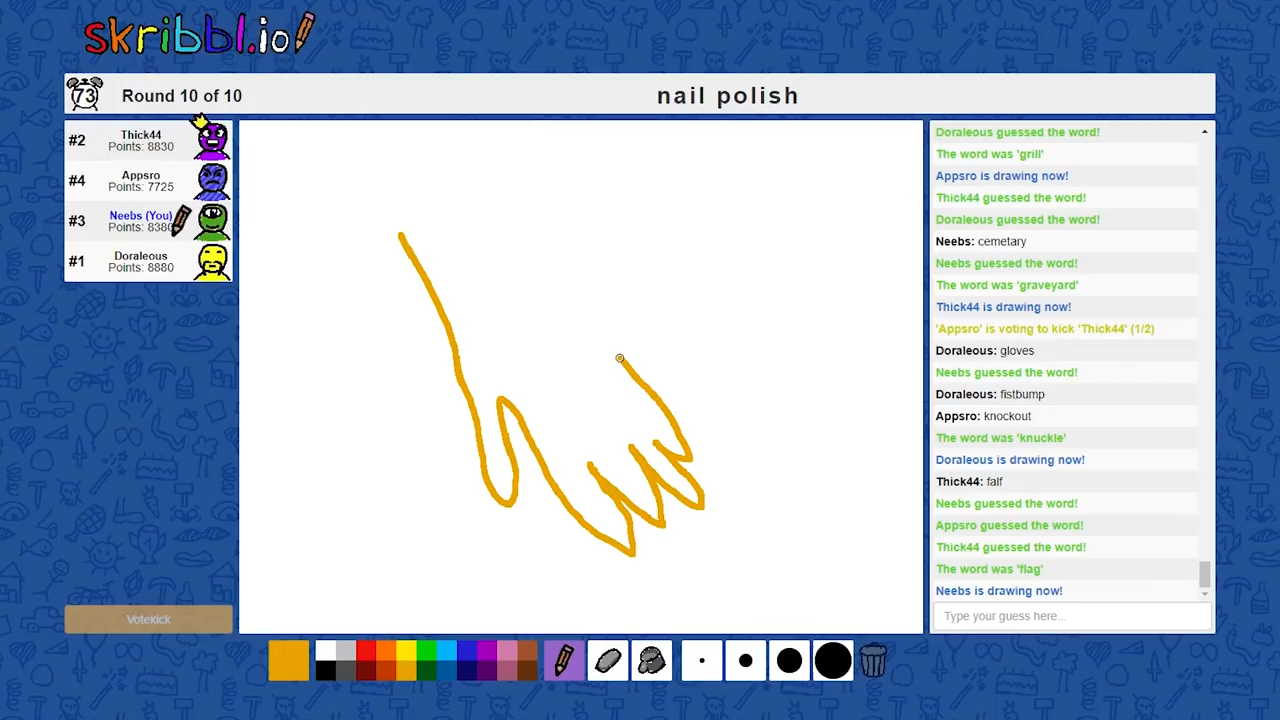 skribbl.io
73
Round 10 of 10
nail polish
#2
Thick44
Points: 8830
#4
Appsro
Points: 7725
#3
Neebs (You)
Points: 8380
#1
Doraleous
Points: 8880
Votekick
Doraleous guessed the word!
The word was 'grill'
Appsro is drawing now!
Thick44 guessed the word!
Doraleous guessed the word!
Neebs: cemetary
Neebs guessed the word!
The word was 'graveyard'
Thick44 is drawing now!
'Appsro' is voting to kick 'Thick44' (1/2)
Doraleous: gloves
Neebs guessed the word!
Doraleous: fistbump
Appsro: knockout
The word was 'knuckle'
Doraleous is drawing now!
Thick44: falf
Neebs guessed the word!
Appsro guessed the word!
Thick44 guessed the word!
The word was 'flag'
Neebs is drawing now!
Type your guess here...